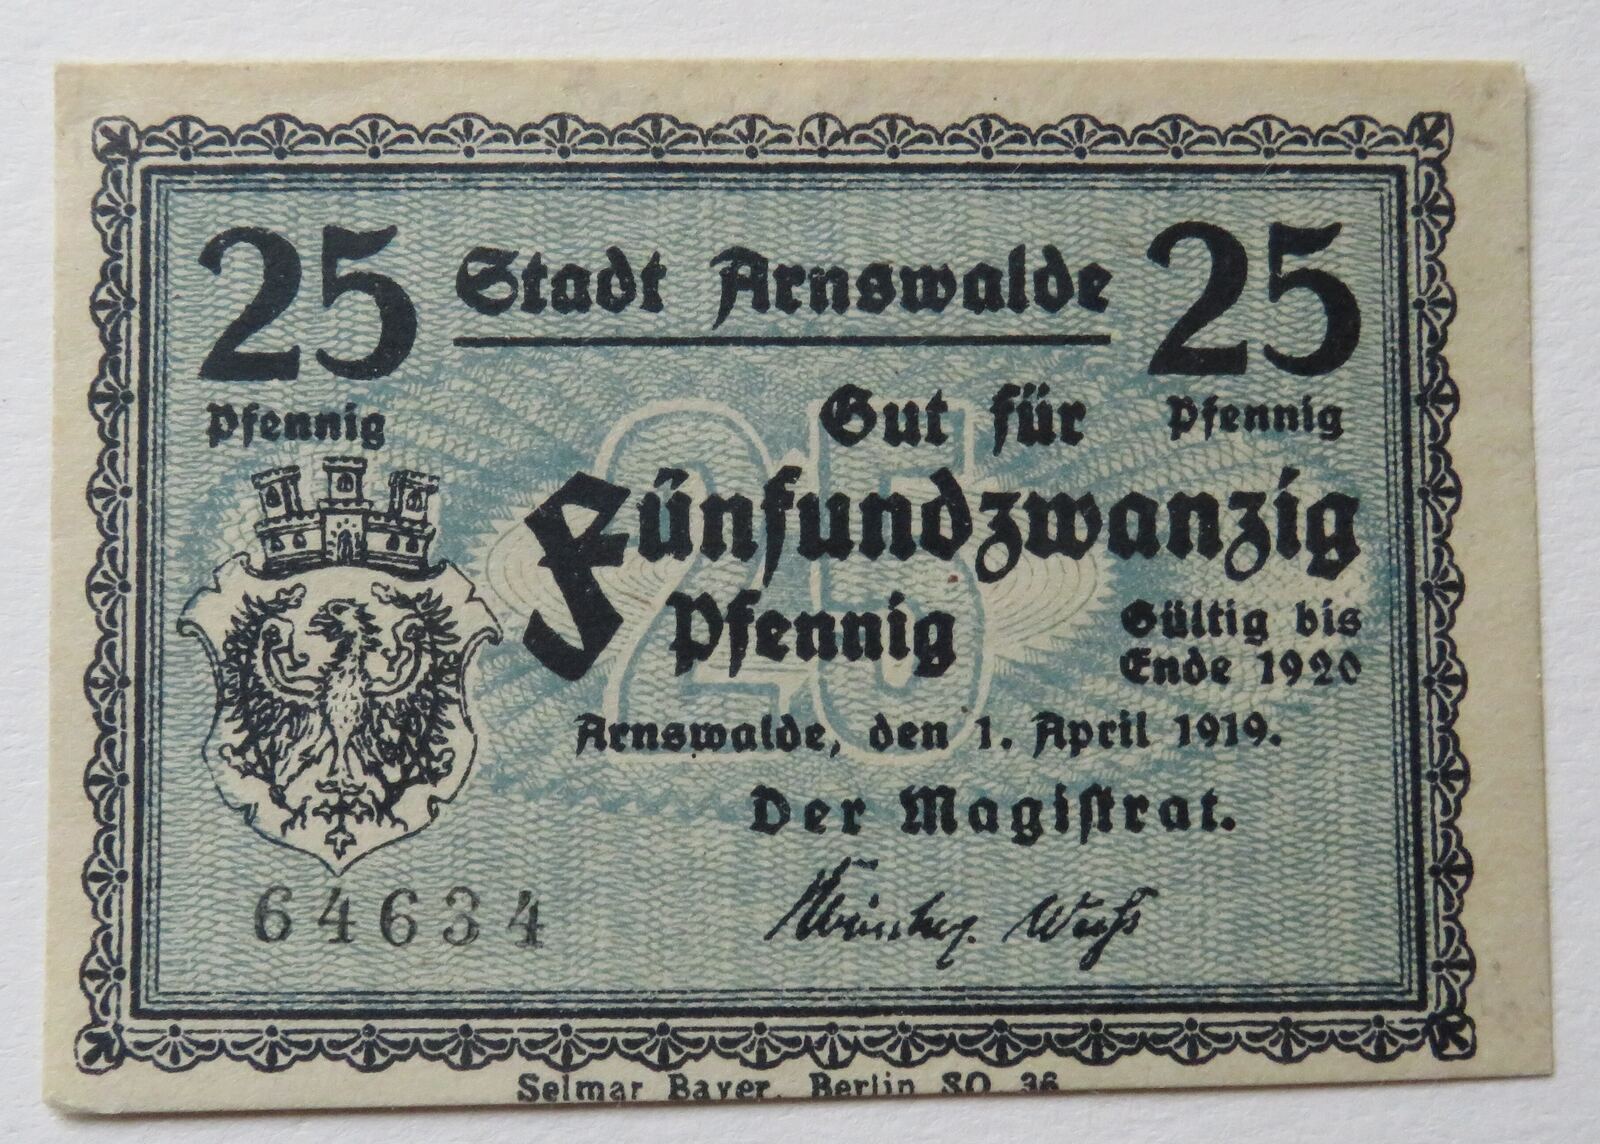 25 Stadt Arnswalde 25
Pfennig Gut für Pfennig
Fünfundzwanzig
Pfennig
Gültig bis
Ende 1920
Arnswalde, den 1. April 1919.
Der Magistrat.
64634
Selmar Bayer, Berlin SO. 36
25